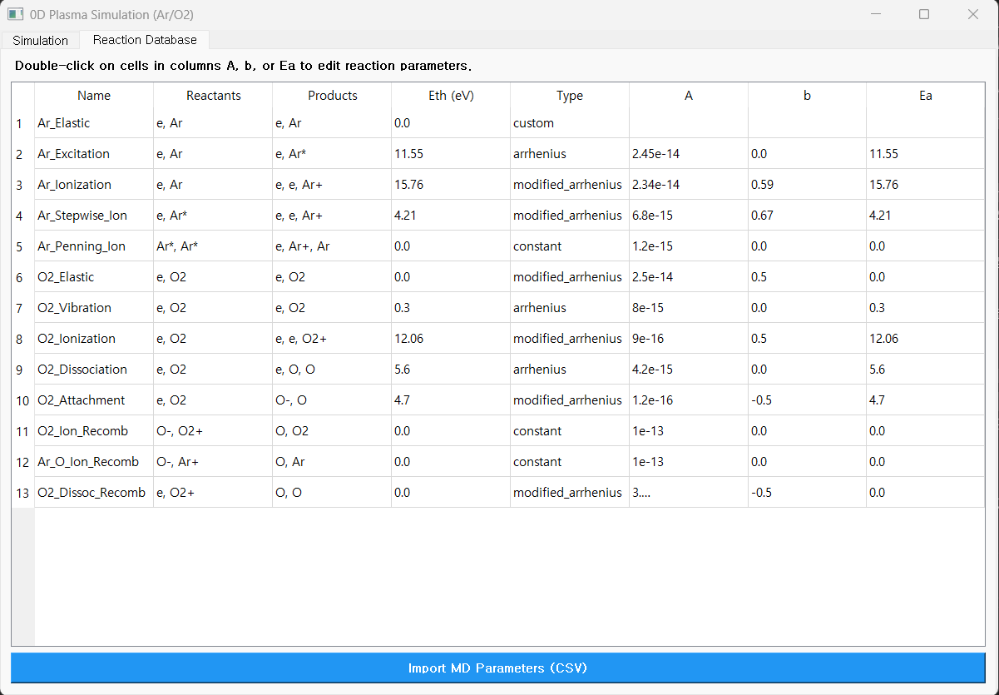 0D Plasma Simulation (Ar/O2)
Simulation Reaction Database
Double-click on cells in columns A, b, or Ea to edit reaction parameters.
Name Reactants Products Eth (eV) Type A b Ea
1 Ar_Elastic e, Ar e, Ar 0.0 custom
2 Ar_Excitation e, Ar e, Ar* 11.55 arrhenius 2.45e-14 0.0 11.55
3 Ar_Ionization e, Ar e, e, Ar+ 15.76 modified_arrhenius 2.34e-14 0.59 15.76
4 Ar_Stepwise_Ion e, Ar* e, e, Ar+ 4.21 modified_arrhenius 6.8e-15 0.67 4.21
5 Ar_Penning_Ion Ar*, Ar* e, Ar+, Ar 0.0 constant 1.2e-15 0.0 0.0
6 O2_Elastic e, O2 e, O2 0.0 modified_arrhenius 2.5e-14 0.5 0.0
7 O2_Vibration e, O2 e, O2 0.3 arrhenius 8e-15 0.0 0.3
8 O2_Ionization e, O2 e, e, O2+ 12.06 modified_arrhenius 9e-16 0.5 12.06
9 O2_Dissociation e, O2 e, O, O 5.6 arrhenius 4.2e-15 0.0 5.6
10 O2_Attachment e, O2 O-, O 4.7 modified_arrhenius 1.2e-16 -0.5 4.7
11 O2_Ion_Recomb O-, O2+ O, O2 0.0 constant 1e-13 0.0 0.0
12 Ar_O_Ion_Recomb O-, Ar+ O, Ar 0.0 constant 1e-13 0.0 0.0
13 O2_Dissoc_Recomb e, O2+ O, O 0.0 modified_arrhenius 3.... -0.5 0.0
Import MD Parameters (CSV)